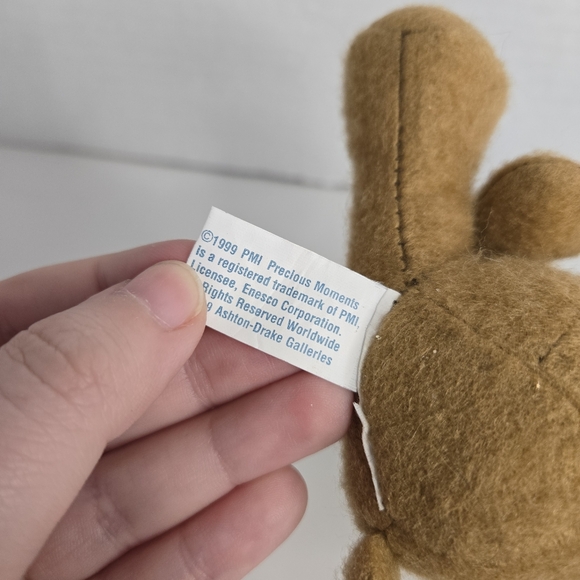 ©1999 PMI Precious Moments
is a registered trademark of PMI,
Licensee, Enesco Corporation.
Rights Reserved Worldwide
Ashton-Drake Galleries